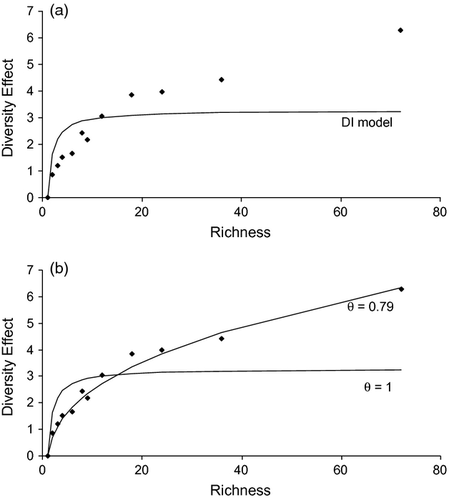 (a)
7
6
5
4
3
2
1
0
Diversity Effect
DI model
0 20 40 60 80
Richness
(b)
7
6
5
4
3
2
1
0
Diversity Effect
θ = 0.79
θ = 1
0 20 40 60 80
Richness